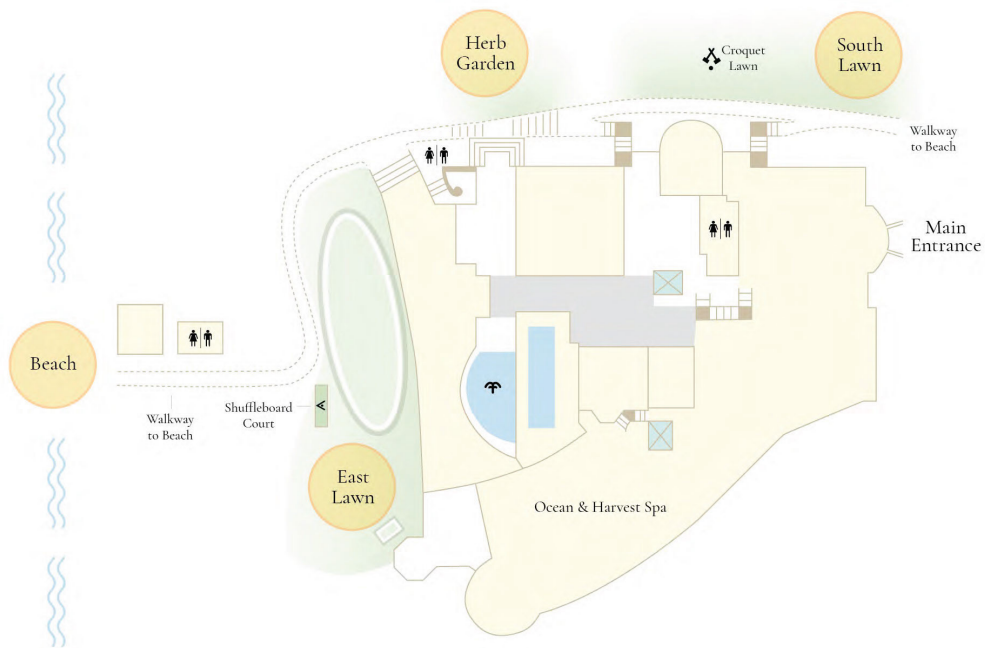 Herb
Garden
Croquet
Lawn
South
Lawn
Walkway
to Beach
Main
Entrance
Beach
Walkway
to Beach
Shuffleboard
Court
East
Lawn
Ocean & Harvest Spa